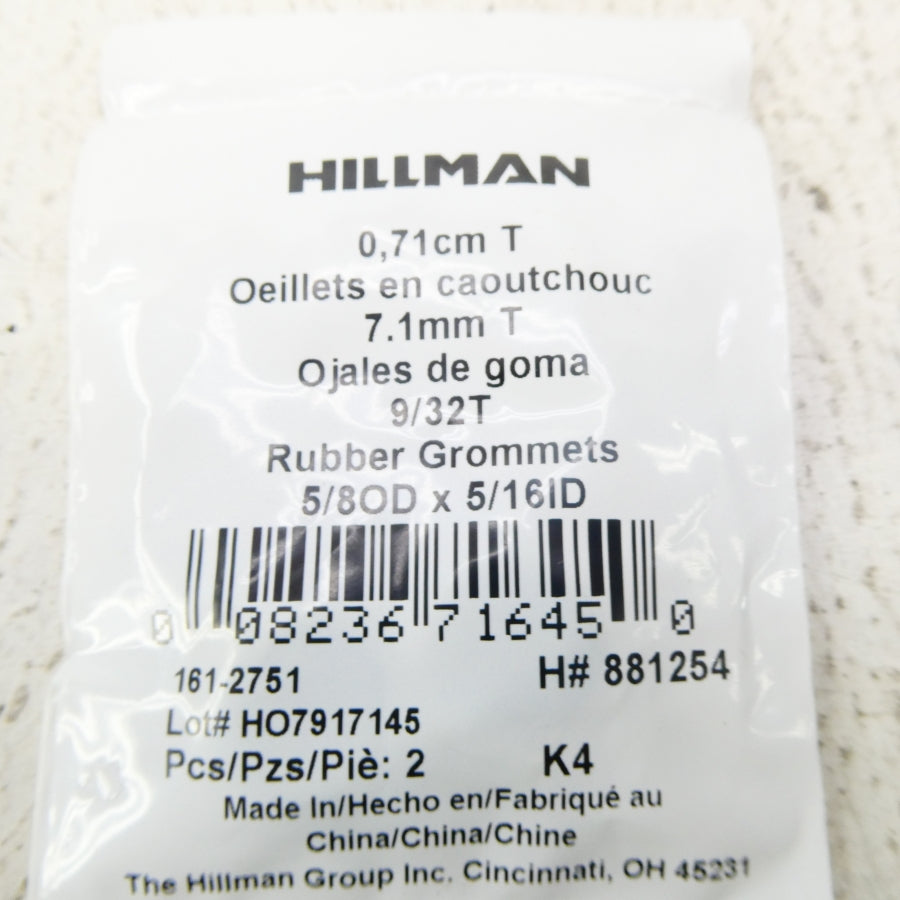 HILLMAN
0,71cm T
Oeillets en caoutchouc
7.1mm T
Ojales de goma
9/32T
Rubber Grommets
5/8OD x 5/16ID
0 08236 71645 0
161-2751 H# 881254
Lot# HO7917145
Pcs/Pzs/Piè: 2 K4
Made In/Hecho en/Fabriqué au
China/China/Chine
The Hillman Group Inc. Cincinnati, OH 45231